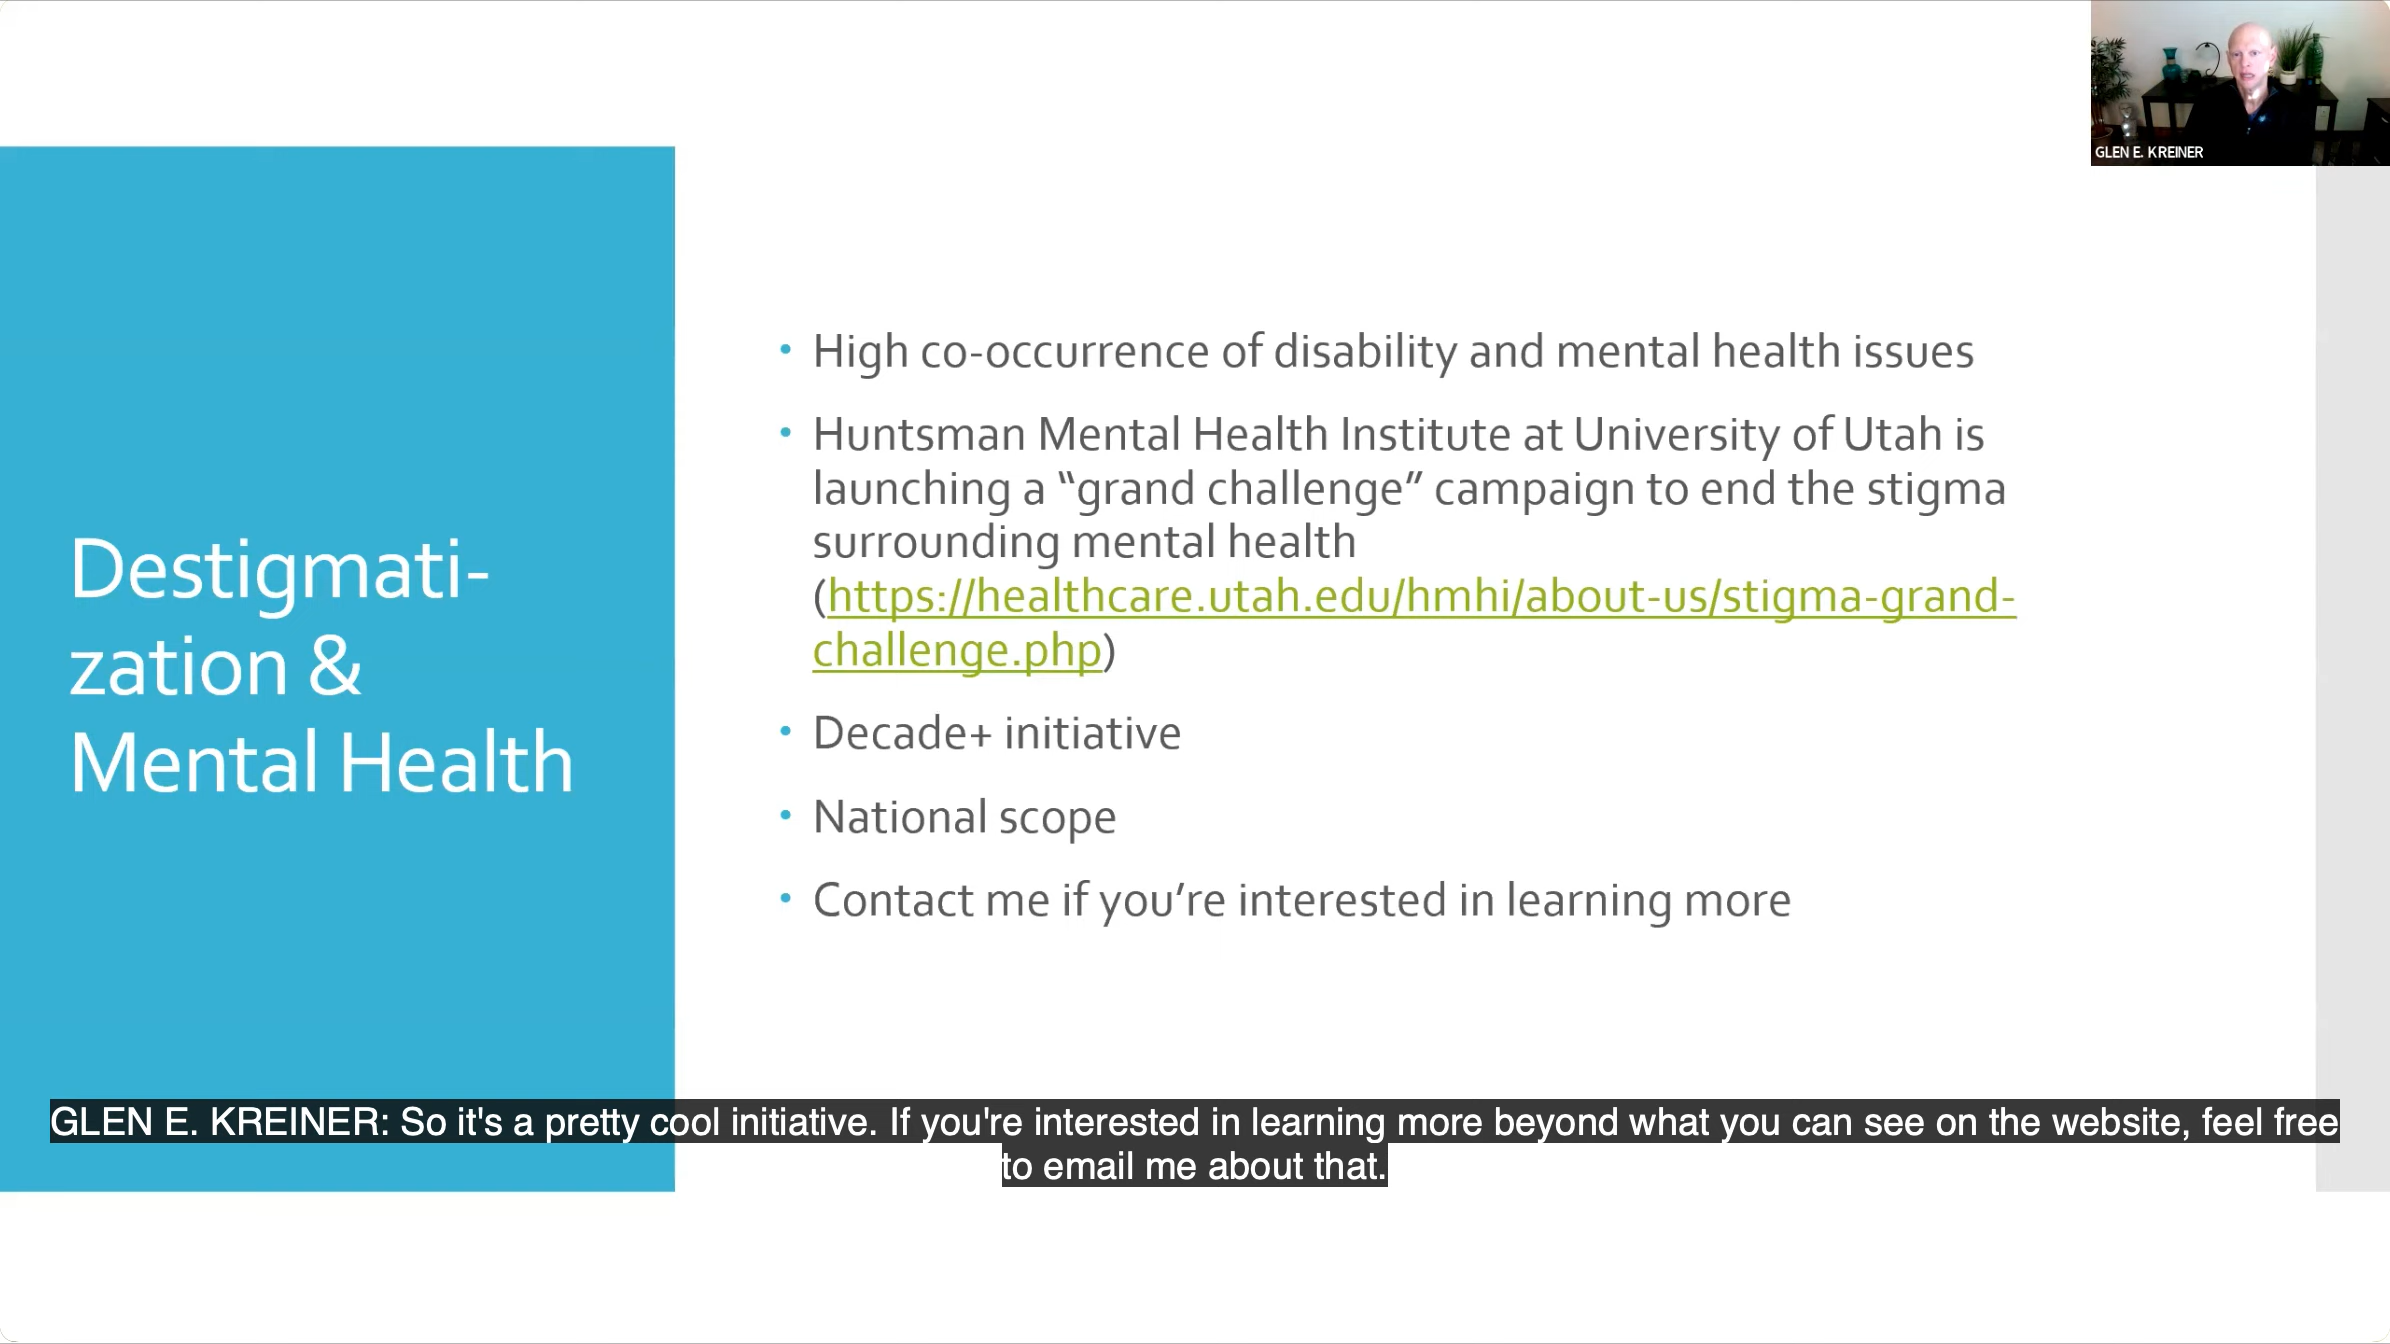 GLEN E. KREINER
Destigmati-
zation &
Mental Health
• High co-occurrence of disability and mental health issues
• Huntsman Mental Health Institute at University of Utah is
launching a “grand challenge” campaign to end the stigma
surrounding mental health
(https://healthcare.utah.edu/hmhi/about-us/stigma-grand-
challenge.php)
• Decade+ initiative
• National scope
• Contact me if you’re interested in learning more
GLEN E. KREINER: So it's a pretty cool initiative. If you're interested in learning more beyond what you can see on the website, feel free
to email me about that.